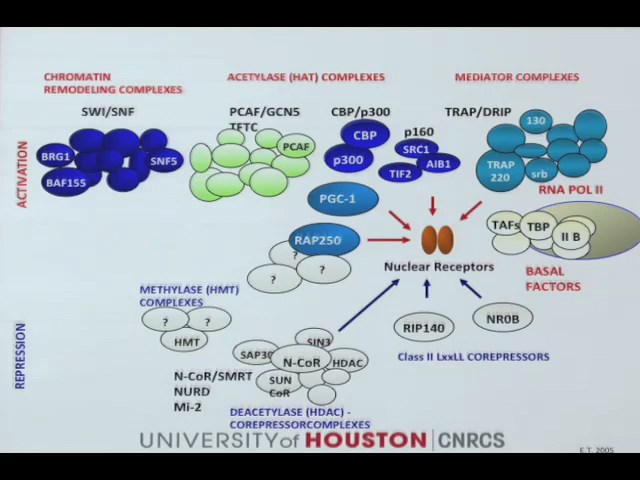 CHROMATIN
REMODELING COMPLEXES
ACETYLASE (HAT) COMPLEXES
MEDIATOR COMPLEXES
SWI/SNF
PCAF/GCN5
TFTC
CBP/p300
TRAP/DRIP
p160
130
CBP
PCAF
SRC1
BRG1
SNF5
p300
AIB1
TIF2
TRAP
220
srb
BAF155
ACTIVATION
RNA POL II
PGC-1
TAFs
TBP
II B
RAP250
?
?
?
Nuclear Receptors
BASAL
FACTORS
METHYLASE (HMT)
COMPLEXES
?
?
HMT
RIP140
NR0B
REPRESSION
SIN3
SAP30
N-CoR
HDAC
Class II LxxLL COREPRESSORS
N-CoR/SMRT
NURD
Mi-2
SUN
CoR
DEACETYLASE (HDAC) -
COREPRESSORCOMPLEXES
UNIVERSITY of HOUSTON | CNRCS
E.T. 2005